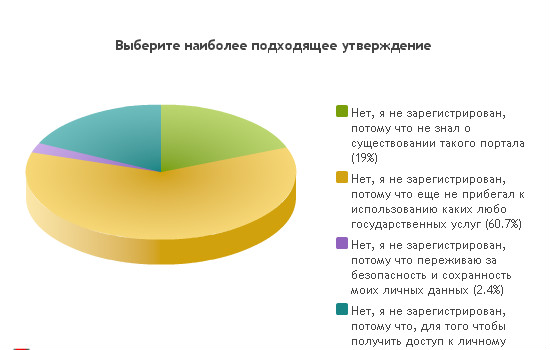 Выберите наиболее подходящее утверждение
Нет, я не зарегистрирован,
потому что не знал о
существовании такого портала
(19%)
Нет, я не зарегистрирован,
потому что еще не прибегал к
использованию каких любо
государственных услуг (60.7%)
Нет, я не зарегистрирован,
потому что переживаю за
безопасность и сохранность
моих личных данных (2.4%)
Нет, я не зарегистрирован,
потому что, для того чтобы
получить доступ к личному